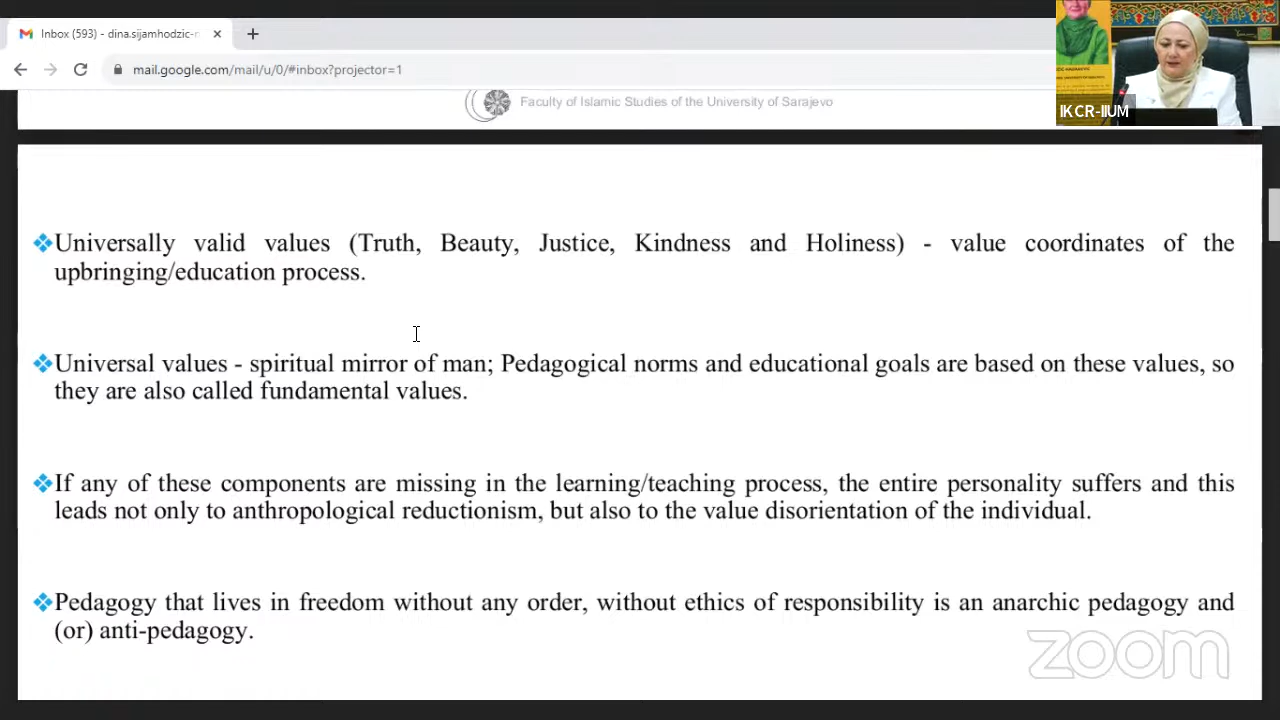 Inbox (593) - dina.sijamhodzic-
mail.google.com/mail/u/0/#inbox?projector=1
Faculty of Islamic Studies of the University of Sarajevo
IKCR-IIUM
Universally valid values (Truth, Beauty, Justice, Kindness and Holiness) - value coordinates of the
upbringing/education process.
Universal values - spiritual mirror of man; Pedagogical norms and educational goals are based on these values, so
they are also called fundamental values.
If any of these components are missing in the learning/teaching process, the entire personality suffers and this
leads not only to anthropological reductionism, but also to the value disorientation of the individual.
Pedagogy that lives in freedom without any order, without ethics of responsibility is an anarchic pedagogy and
(or) anti-pedagogy.
zoom